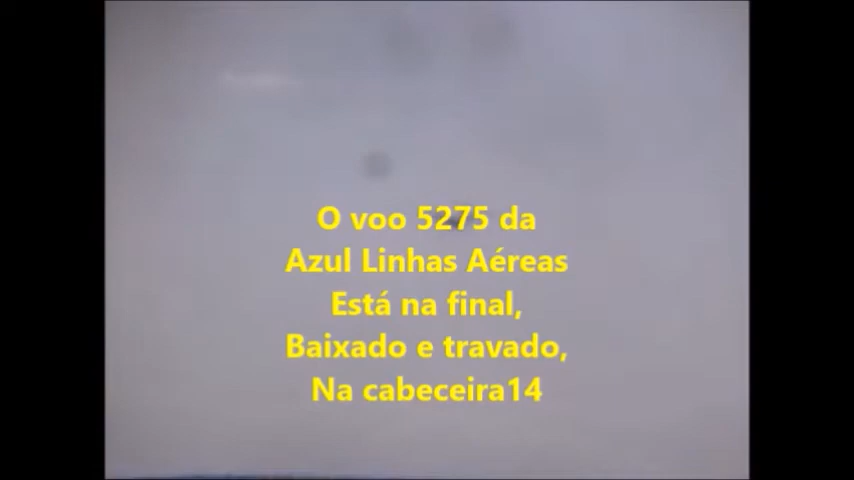 O voo 5275 da
Azul Linhas Aéreas
Está na final,
Baixado e travado,
Na cabeceira14